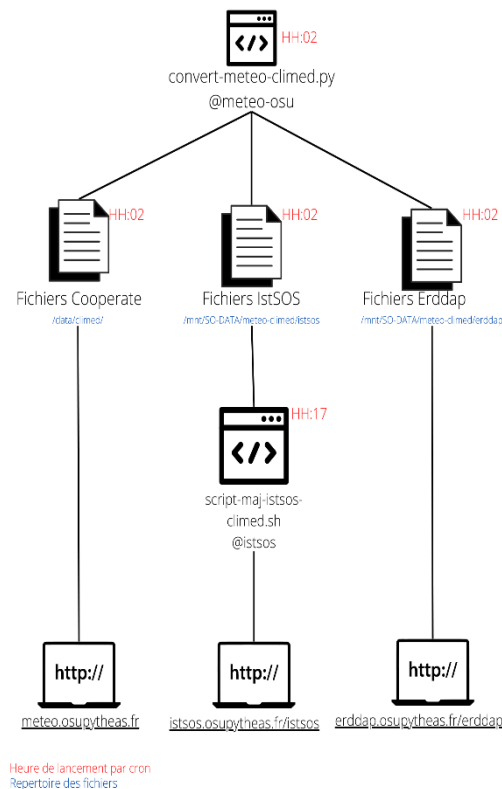 HH:02
convert-meteo-climed.py
@meteo-osu
HH:02
HH:02
HH:02
Fichiers Cooperate
Fichiers IstSOS
Fichiers Erddap
/data/climed/
/mnt/SO-DATA/meteo-climed/istsos
/mnt/SO-DATA/meteo-climed/erddap
HH:17
script-maj-istsos-
climed.sh
@istsos
http://
http://
http://
meteo.osupytheas.fr
istsos.osupytheas.fr/istsos
erddap.osupytheas.fr/erddap
Heure de lancement par cron
Repertoire des fichiers